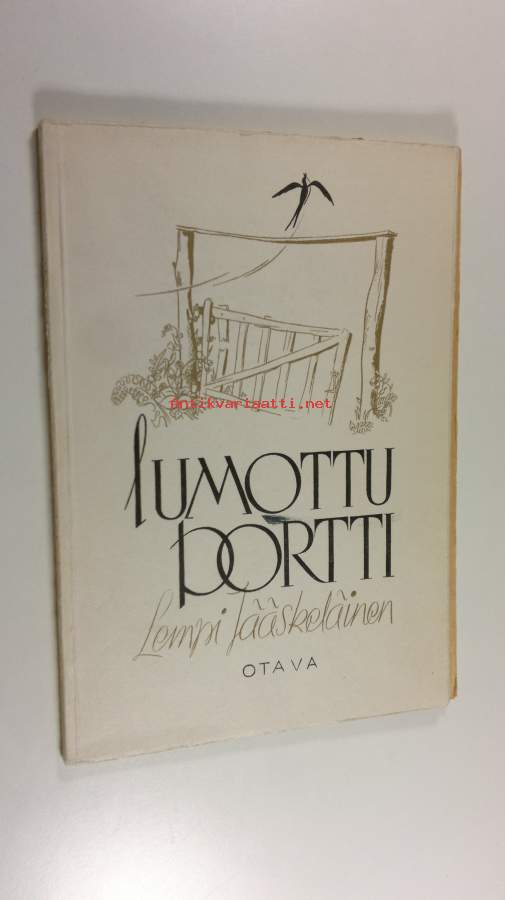 antikvariaatti.net
lUMOTTU
PORTTI
Lempi Jääskeläinen
OTAVA